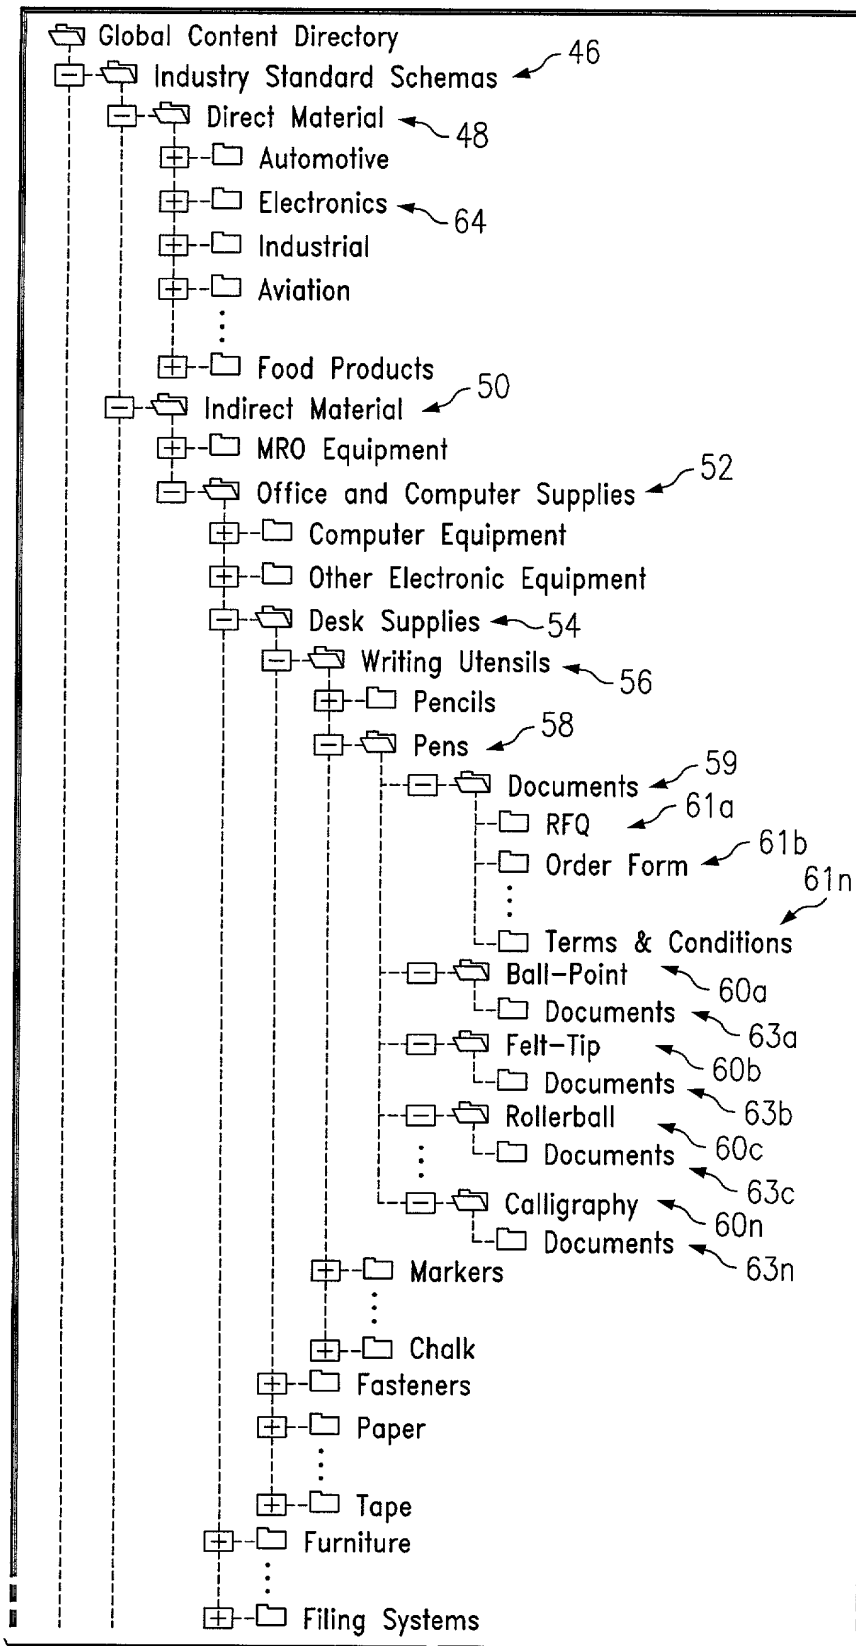 Global Content Directory
Industry Standard Schemas 46
Direct Material 48
Automotive
Electronics 64
Industrial
Aviation
Food Products
Indirect Material 50
MRO Equipment
Office and Computer Supplies 52
Computer Equipment
Other Electronic Equipment
Desk Supplies 54
Writing Utensils 56
Pencils
Pens 58
Documents 59
RFQ 61a
Order Form 61b
Terms & Conditions 61n
Ball-Point 60a
Documents 63a
Felt-Tip 60b
Documents 63b
Rollerball 60c
Documents 63c
Calligraphy 60n
Documents 63n
Markers
Chalk
Fasteners
Paper
Tape
Furniture
Filing Systems